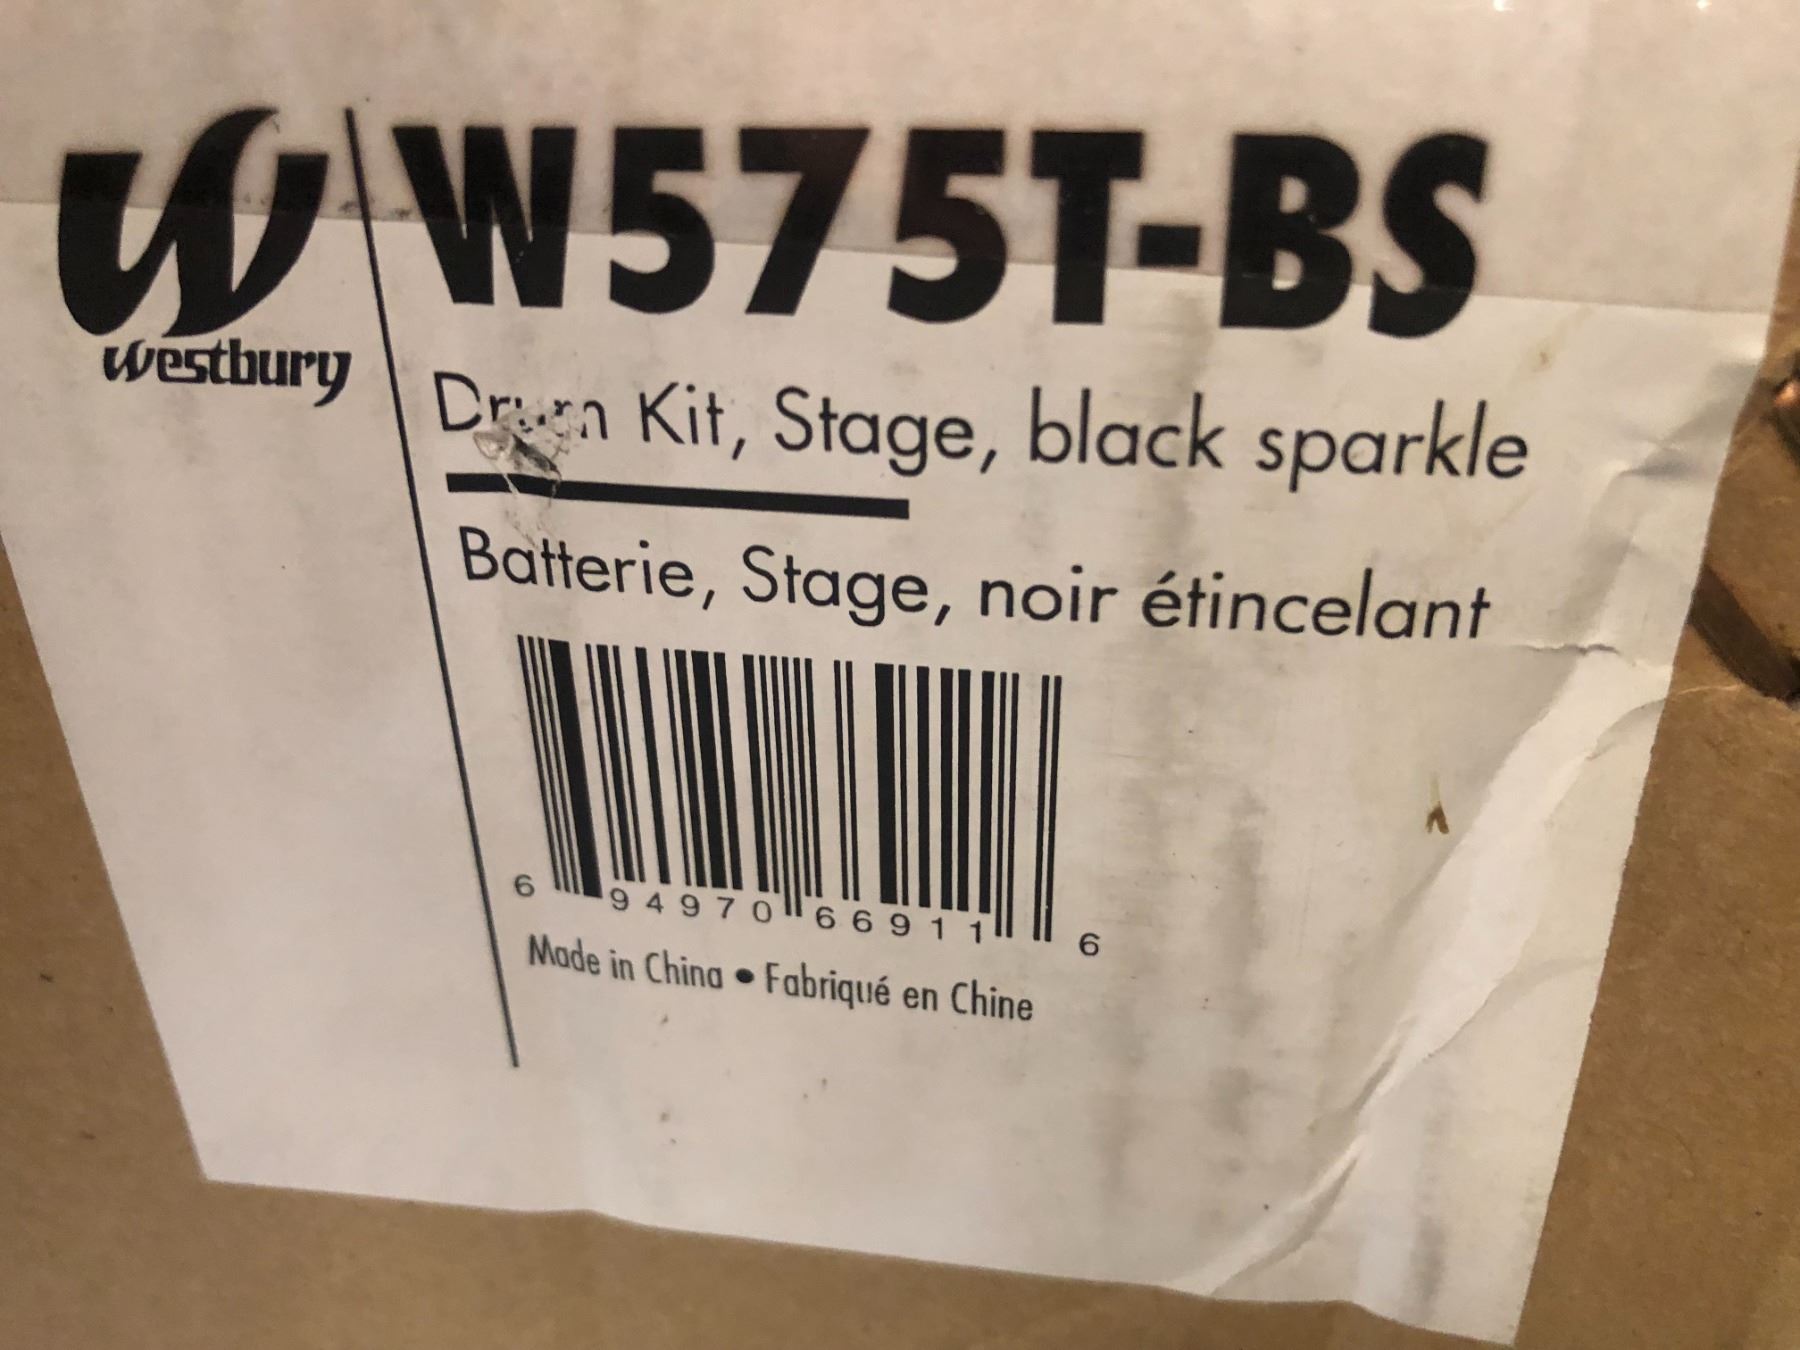 W westbury
W575T-BS
Drum Kit, Stage, black sparkle
Batterie, Stage, noir étincelant
6 94970 66911 6
Made in China • Fabriqué en Chine